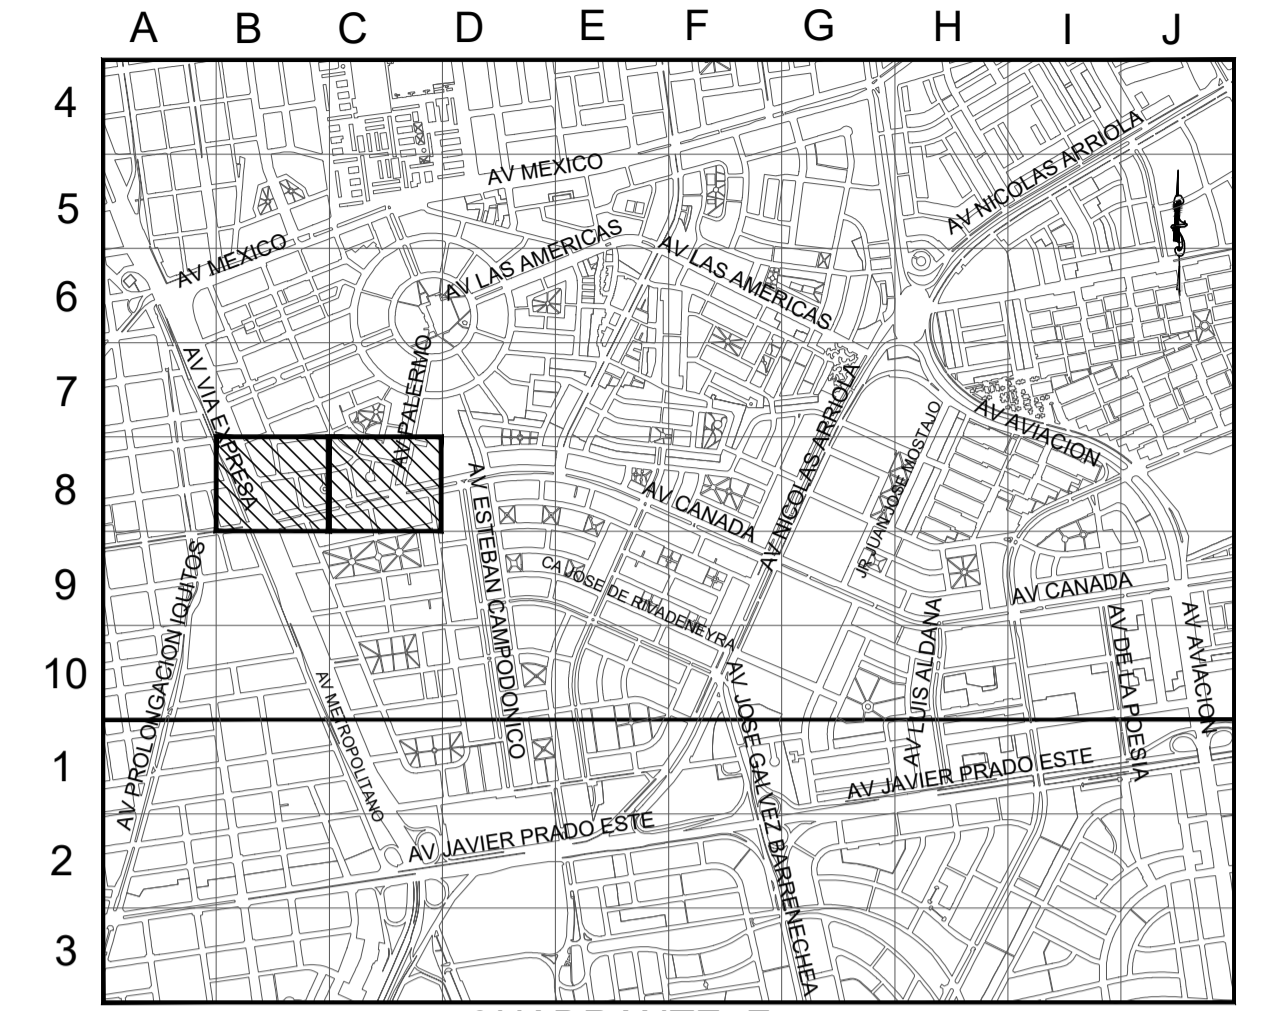 A B C D E F G H I J
4
AV NICOLAS ARRIOLA
AV MEXICO
5
AV MEXICO
AV LAS AMERICAS
AV LAS AMERICAS
6
AV VIA EXPRESA
AV PALERMO
7
AV NICOLAS ARRIOLA
JR JUAN JOSE MOSTAJO
AV AVIACION
8
AV ESTEBAN CAMPODONICO
AV CANADA
9
AV PROLONGACION IQUITOS
CA JOSE DE RIVADENEYRA
AV CANADA
AV LUIS ALDANA
AV DE LA POESIA
AV AVIACION
10
AV METROPOLITANO
AV JOSE GALVEZ BARRENECHEA
1
AV JAVIER PRADO ESTE
AV JAVIER PRADO ESTE
2
3